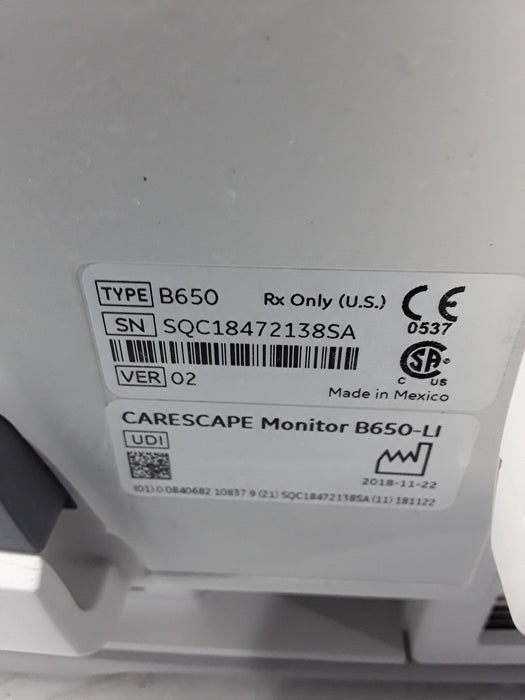 TYPE B650 Rx Only (U.S.) CE
0537
SN SQC18472138SA
VER 02
CSA ®
C US
Made in Mexico
CARESCAPE Monitor B650-LI
UDI
2018-11-22
(01) 0 0840682 10837 9 (21) SQC18472138SA (11) 181122